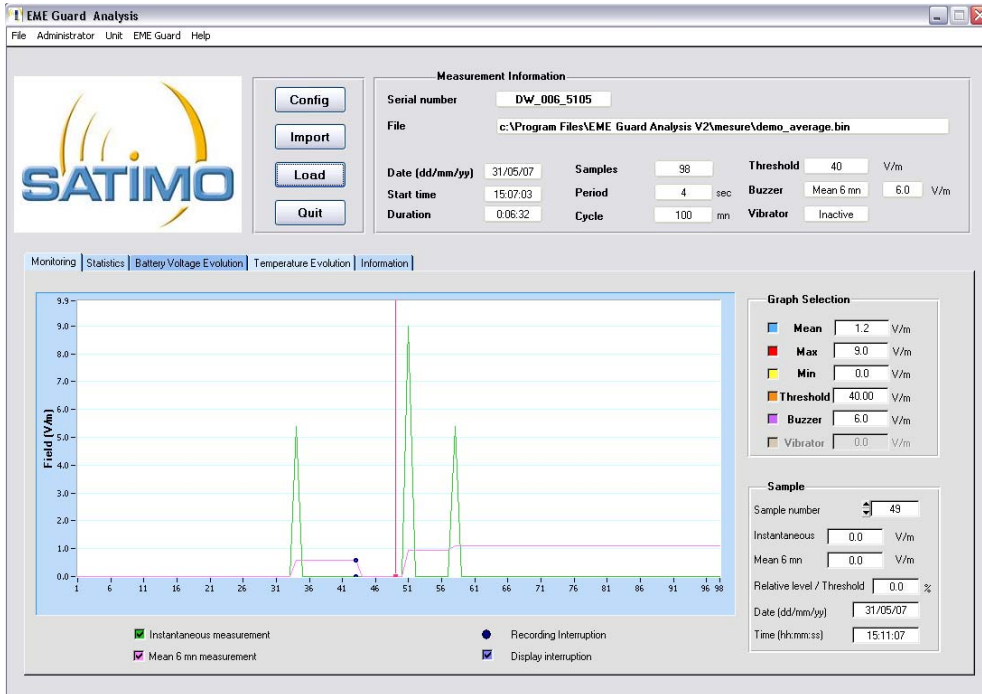 EME Guard Analysis
File Administrator Unit EME Guard Help
SATIMO
Config
Import
Load
Quit
Measurement Information
Serial number DW_006_5105
File c:\Program Files\EME Guard Analysis V2\mesure\demo_average.bin
Date (dd/mm/yy) 31/05/07 Samples 98 Threshold 40 V/m
Start time 15:07:03 Period 4 sec Buzzer Mean 6 mn 6.0 V/m
Duration 0:06:32 Cycle 100 mn Vibrator Inactive
Monitoring Statistics Battery Voltage Evolution Temperature Evolution Information
Field (V/m)
9.9
9.0
8.0
7.0
6.0
5.0
4.0
3.0
2.0
1.0
0.0
1 6 11 16 21 26 31 36 41 46 51 56 61 66 71 76 81 86 91 96 98
Instantaneous measurement Recording Interruption
Mean 6 mn measurement Display interruption
Graph Selection
Mean 1.2 V/m
Max 9.0 V/m
Min 0.0 V/m
Threshold 40.00 V/m
Buzzer 6.0 V/m
Vibrator 0.0 V/m
Sample
Sample number 49
Instantaneous 0.0 V/m
Mean 6 mn 0.0 V/m
Relative level / Threshold 0.0 %
Date (dd/mm/yy) 31/05/07
Time (hh:mm:ss) 15:11:07